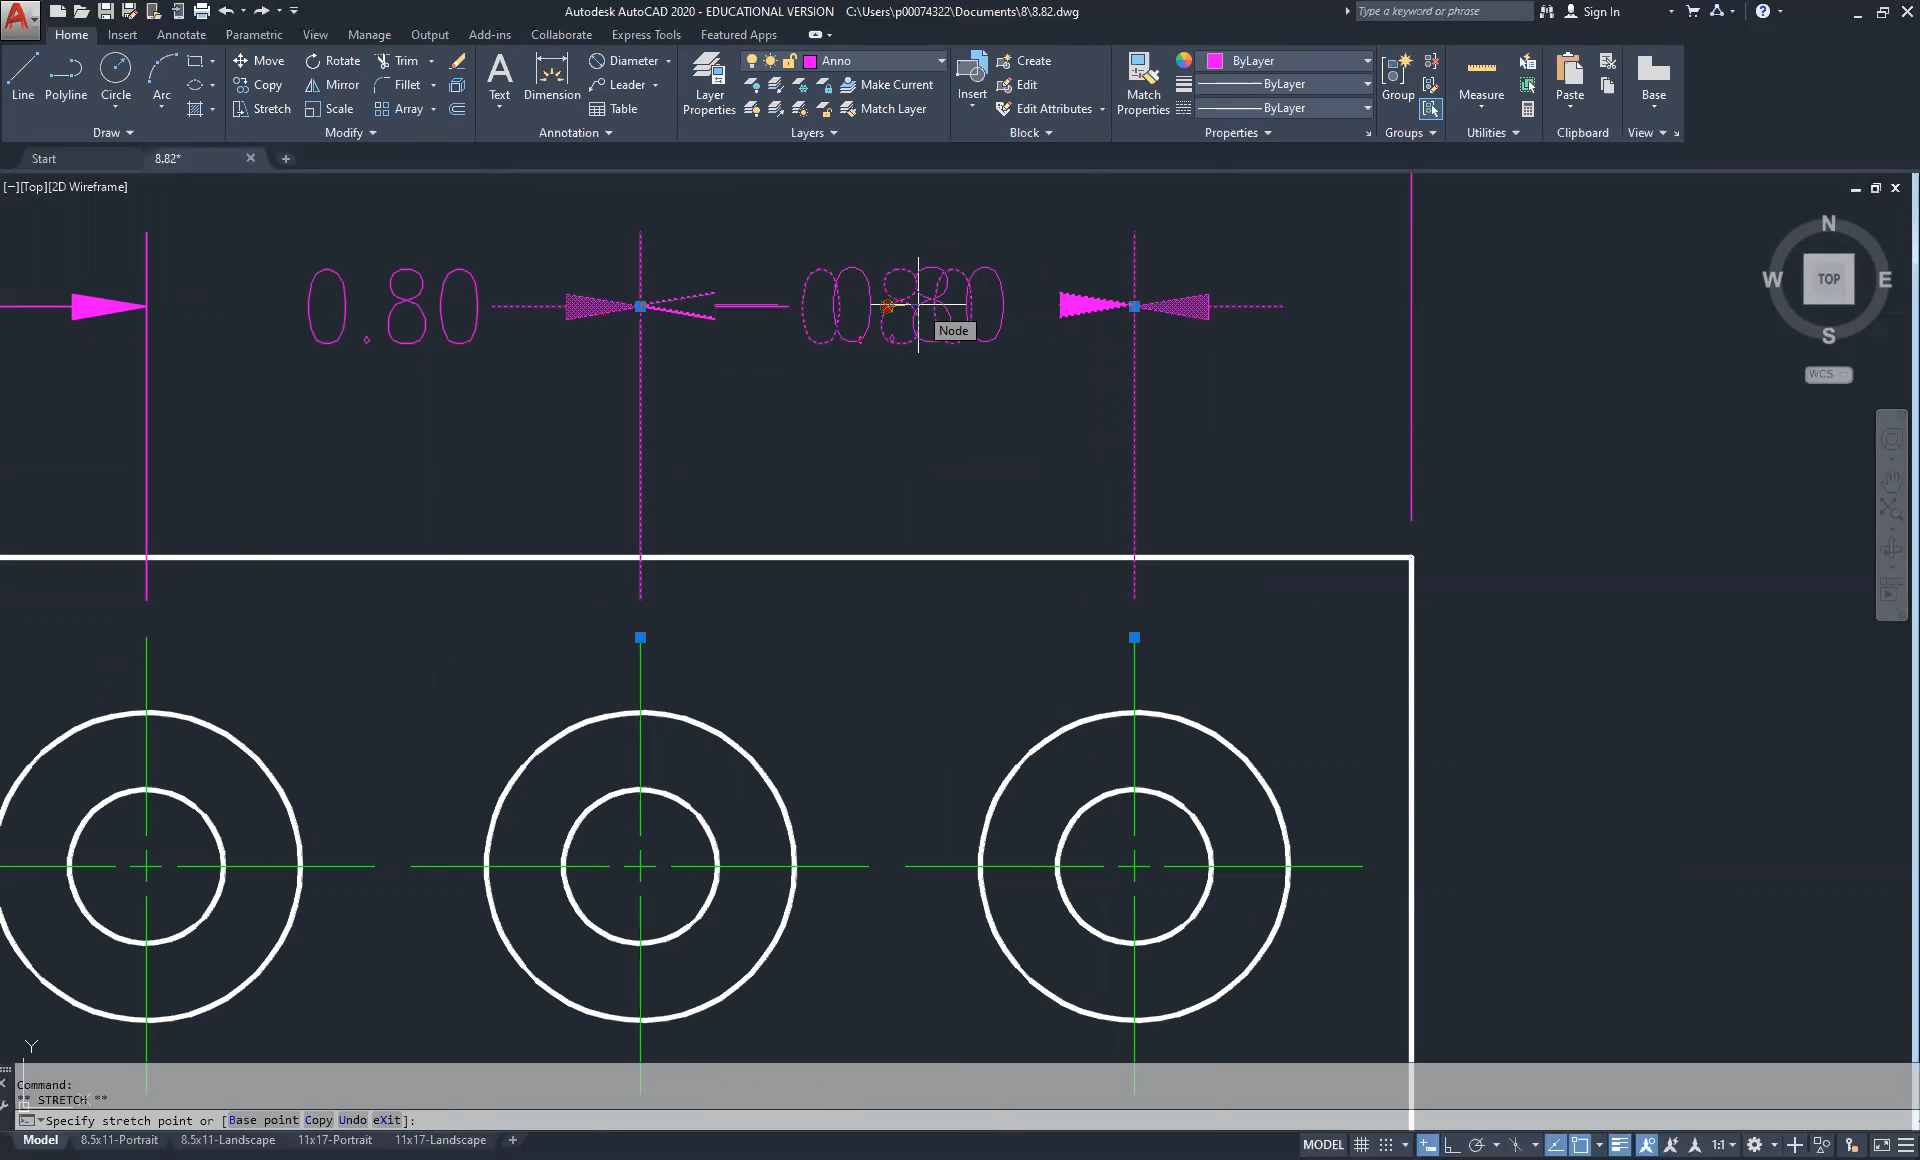 Autodesk AutoCAD 2020 - EDUCATIONAL VERSION C:\Users\p00074322\Documents\8\8.82.dwg
Type a keyword or phrase
Sign In
Home Insert Annotate Parametric View Manage Output Add-ins Collaborate Express Tools Featured Apps
Line Polyline Circle Arc
Draw
Move Rotate Trim
Copy Mirror Fillet
Stretch Scale Array
Modify
Text Dimension
Diameter
Leader
Table
Annotation
Layer Properties
Anno
Make Current
Match Layer
Layers
Insert
Create
Edit
Edit Attributes
Block
Match Properties
ByLayer
ByLayer
ByLayer
Properties
Group
Groups
Measure
Utilities
Paste
Clipboard
Base
View
Start 8.82*
[−][Top][2D Wireframe]
N
W TOP E
S
WCS
0.80
Node
Y
Command:
** STRETCH **
Specify stretch point or [Base point Copy Undo eXit]:
Model 8.5x11-Portrait 8.5x11-Landscape 11x17-Portrait 11x17-Landscape
MODEL 1:1